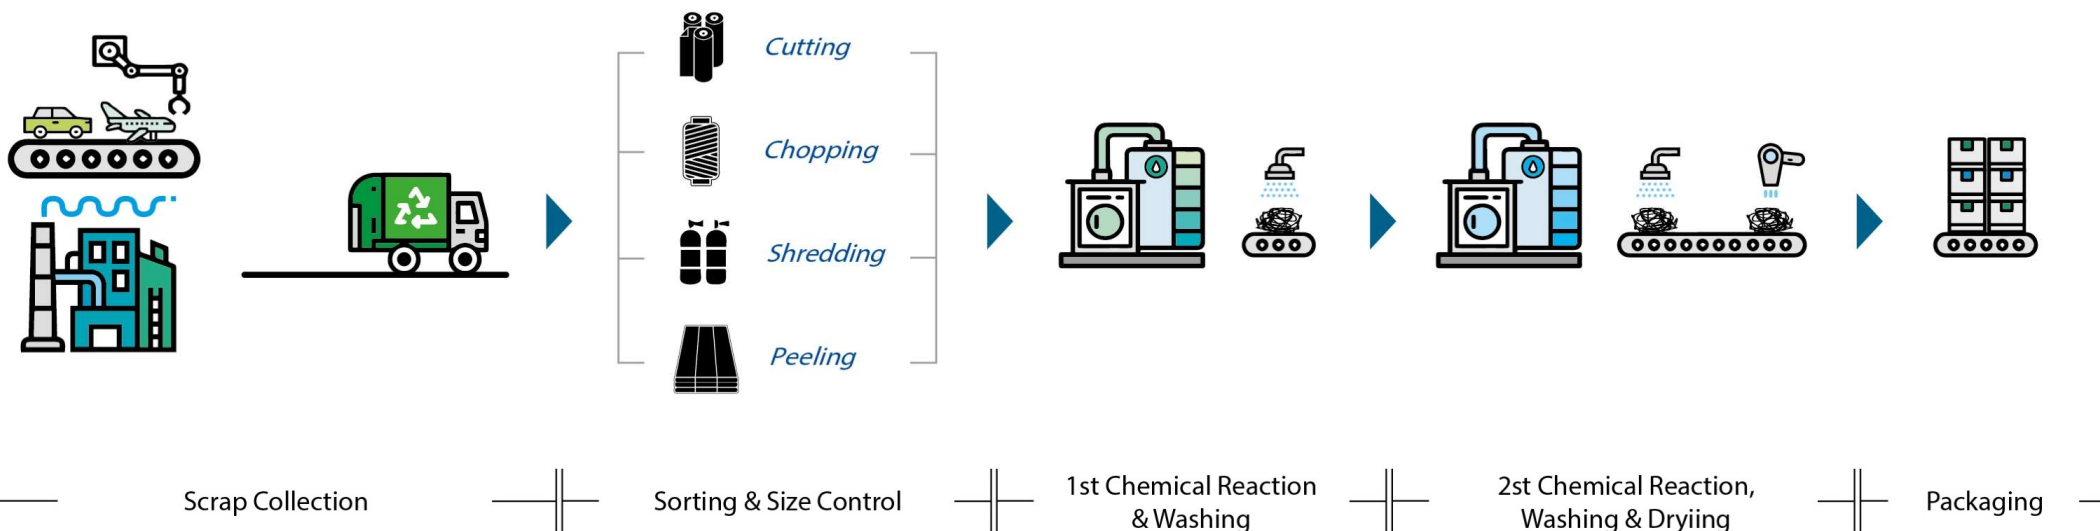 Cutting
Chopping
Shredding
Peeling
Scrap Collection
Sorting & Size Control
1st Chemical Reaction
& Washing
2st Chemical Reaction,
Washing & Dryiing
Packaging